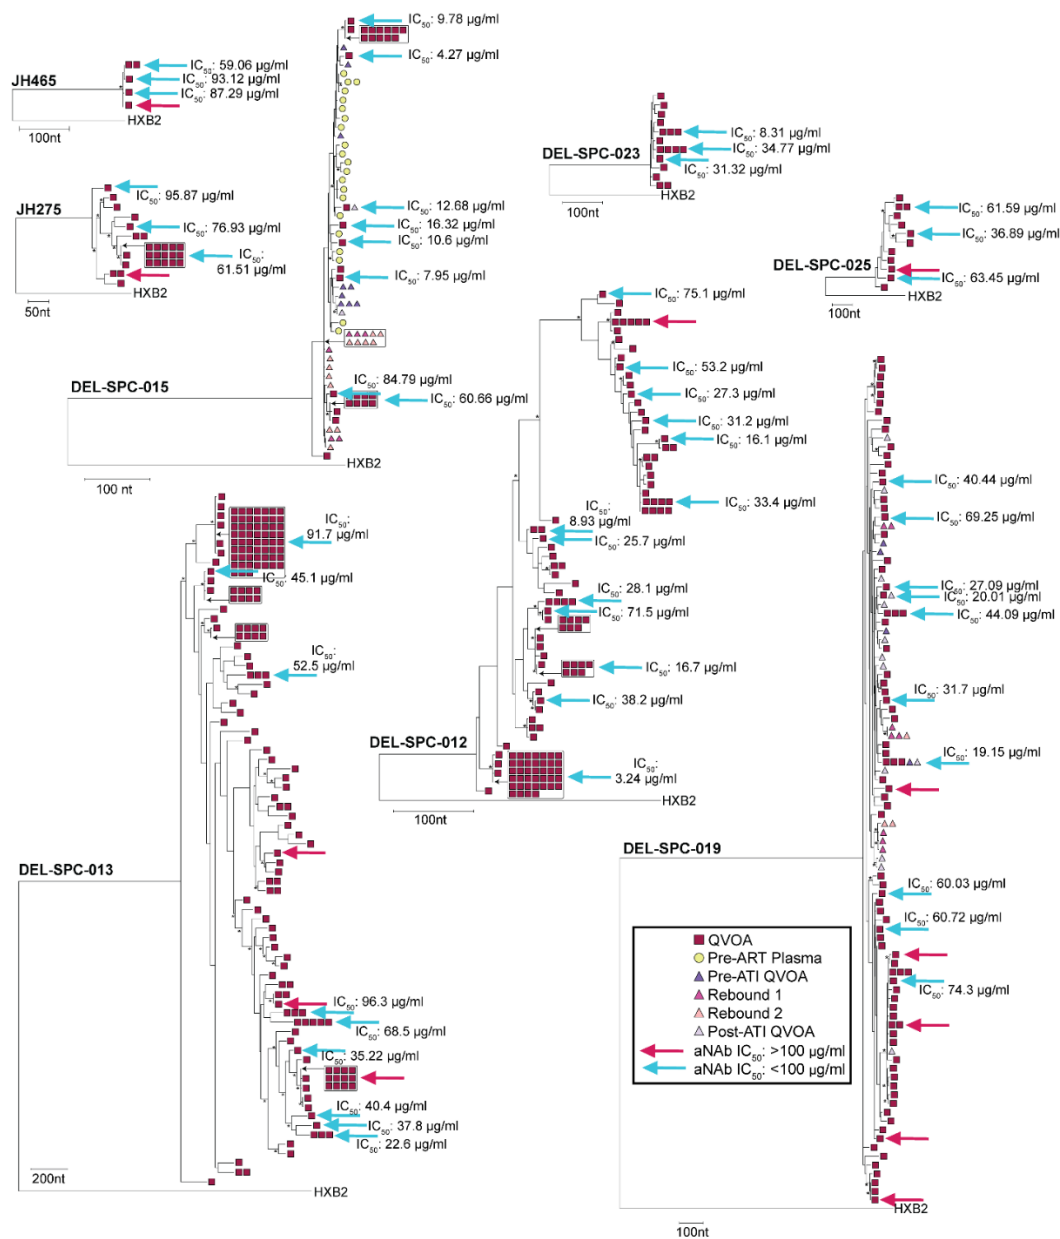 JH465
IC50: 59.06 µg/ml
IC50: 93.12 µg/ml
IC50: 87.29 µg/ml
HXB2
100nt
JH275
IC50:
95.87 µg/ml
IC50: 76.93 µg/ml
IC50:
61.51 µg/ml
HXB2
50nt
DEL-SPC-015
IC50: 9.78 µg/ml
IC50: 4.27 µg/ml
IC50: 12.68 µg/ml
IC50: 16.32 µg/ml
IC50: 10.6 µg/ml
IC50: 7.95 µg/ml
IC50: 84.79 µg/ml
IC50: 60.66 µg/ml
HXB2
100 nt
DEL-SPC-023
IC50: 8.31 µg/ml
IC50: 34.77 µg/ml
IC50: 31.32 µg/ml
HXB2
100nt
DEL-SPC-025
IC50: 61.59 µg/ml
IC50: 36.89 µg/ml
IC50: 63.45 µg/ml
HXB2
100nt
DEL-SPC-013
IC50:
91.7 µg/ml
IC50: 45.1 µg/ml
IC50:
52.5 µg/ml
IC50: 96.3 µg/ml
IC50: 68.5 µg/ml
IC50: 35.22 µg/ml
IC50: 40.4 µg/ml
IC50: 37.8 µg/ml
IC50: 22.6 µg/ml
HXB2
200nt
DEL-SPC-012
IC50: 75.1 µg/ml
IC50: 53.2 µg/ml
IC50: 27.3 µg/ml
IC50: 31.2 µg/ml
IC50: 16.1 µg/ml
IC50: 33.4 µg/ml
IC50:
8.93 µg/ml
IC50: 25.7 µg/ml
IC50: 28.1 µg/ml
IC50: 71.5 µg/ml
IC50: 16.7 µg/ml
IC50: 38.2 µg/ml
IC50:
3.24 µg/ml
HXB2
100nt
DEL-SPC-019
IC50: 40.44 µg/ml
IC50: 69.25 µg/ml
IC50: 27.09 µg/ml
IC50: 20.01 µg/ml
IC50: 44.09 µg/ml
IC50: 31.7 µg/ml
IC50: 19.15 µg/ml
IC50: 60.03 µg/ml
IC50: 60.72 µg/ml
IC50: 74.3 µg/ml
HXB2
100nt
QVOA
Pre-ART Plasma
Pre-ATI QVOA
Rebound 1
Rebound 2
Post-ATI QVOA
aNAb IC50: >100 µg/ml
aNAb IC50: <100 µg/ml